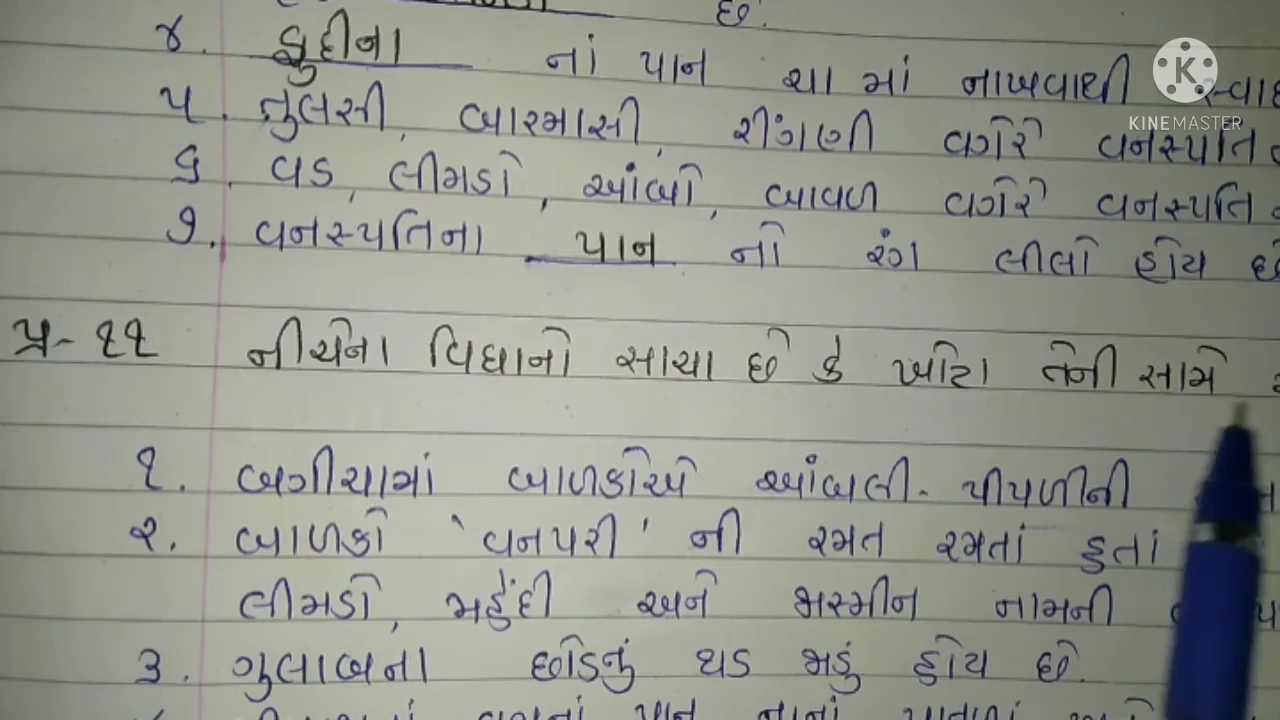 છે.
૪. ફુદીના નાં પાન ચા માં નાખવાથી
૫. તુલસી, બારમાસી, રીંગણી વગેરે વનસ્પતિ
૬. વડ, લીમડો, આંબો, બાવળ વગેરે વનસ્પતિ
૭. વનસ્પતિના પાન નો રંગ લીલો હોય છે
પ્ર-૧૧ નીચેના વિધાનો સાચા છે કે ખોટા તેની સામે
૧. બગીચામાં બાળકોએ આંબલી-પીપળીની
૨. બાળકો 'વનપરી' ની રમત રમતાં હતાં
લીમડો, મહેંદી અને જાસ્મીન નામની
૩. ગુલાબના છોડનું થડ જાડું હોય છે.
K
KINEMASTER